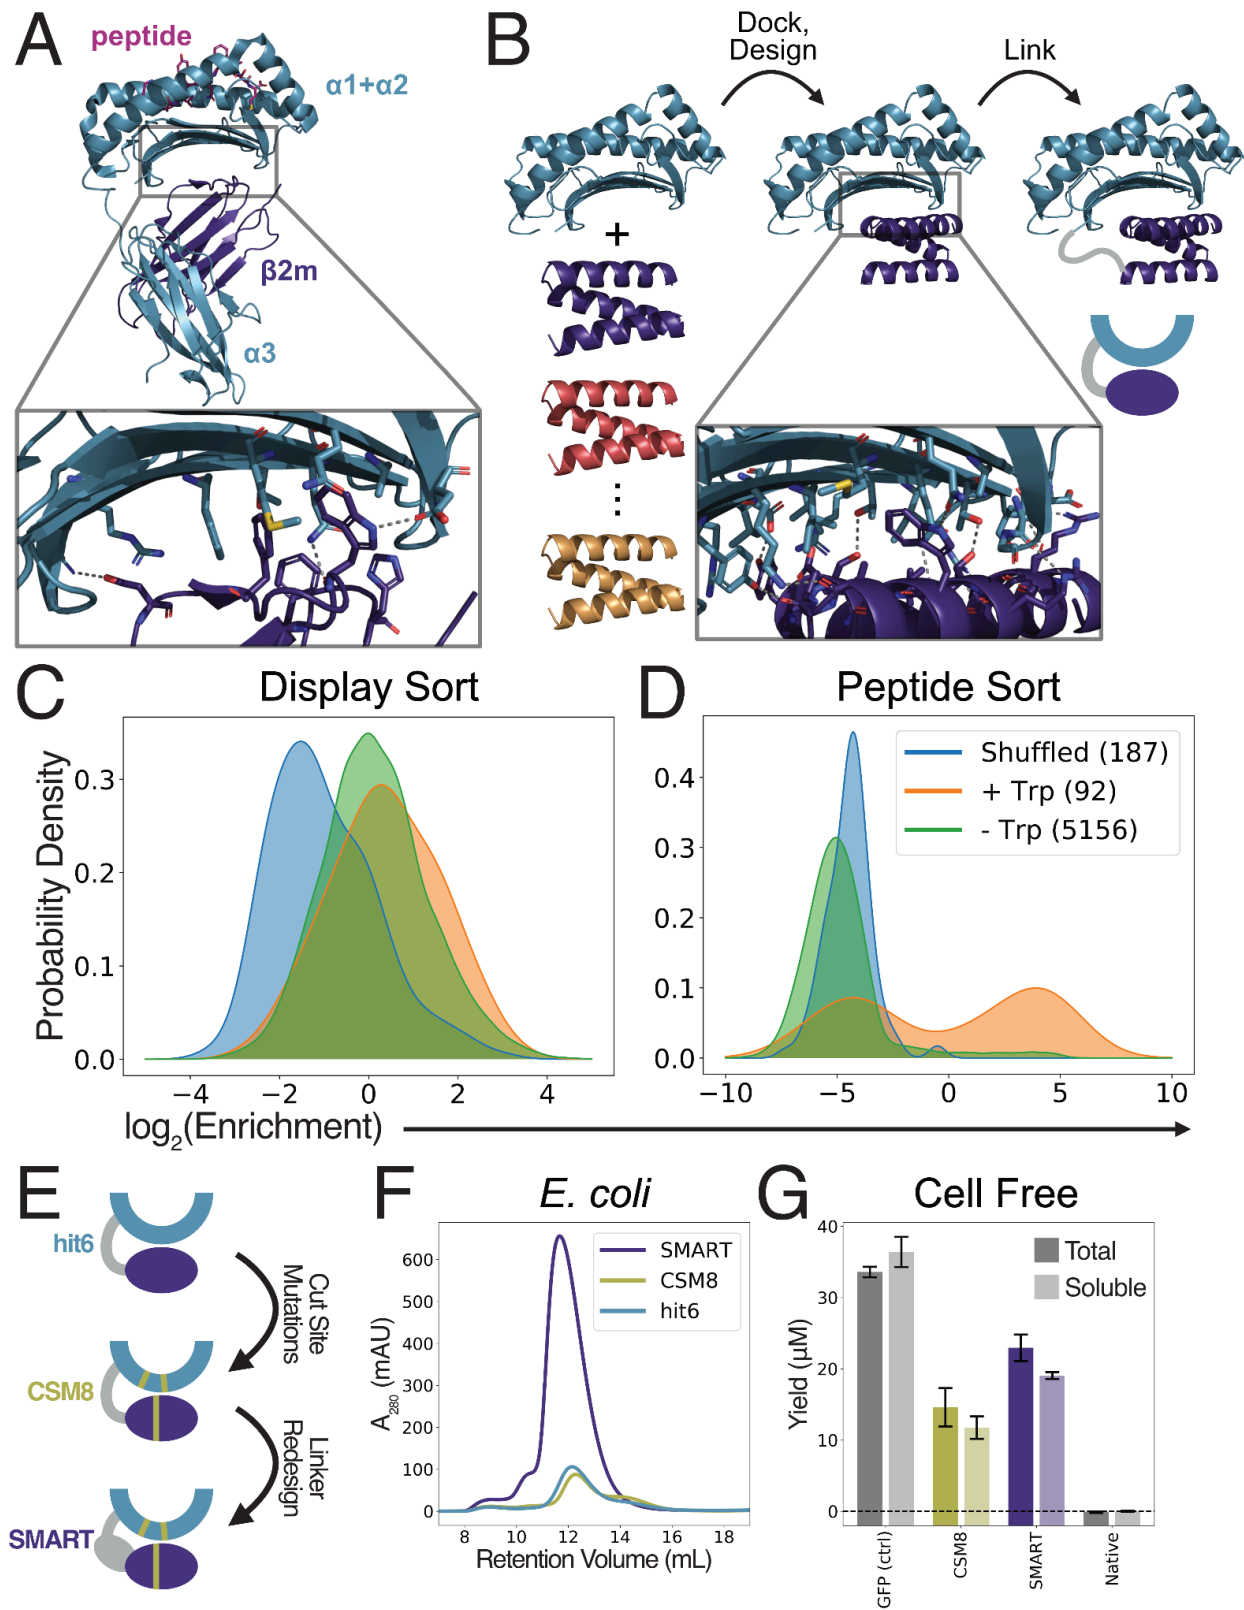 A
peptide
α1+α2
β2m
α3
B
Dock,
Design
Link
+
⋮
C
Display Sort
Probability Density
0.3
0.2
0.1
0.0
−4
−2
0
2
4
log2(Enrichment)
D
Peptide Sort
Shuffled (187)
+ Trp (92)
- Trp (5156)
0.4
0.3
0.2
0.1
0.0
−10
−5
0
5
10
E
hit6
Cut Site
Mutations
CSM8
Linker
Redesign
SMART
F
E. coli
SMART
CSM8
hit6
A280 (mAU)
600
500
400
300
200
100
0
8
10
12
14
16
18
Retention Volume (mL)
G
Cell Free
Total
Soluble
Yield (μM)
40
30
20
10
0
GFP (ctrl)
CSM8
SMART
Native